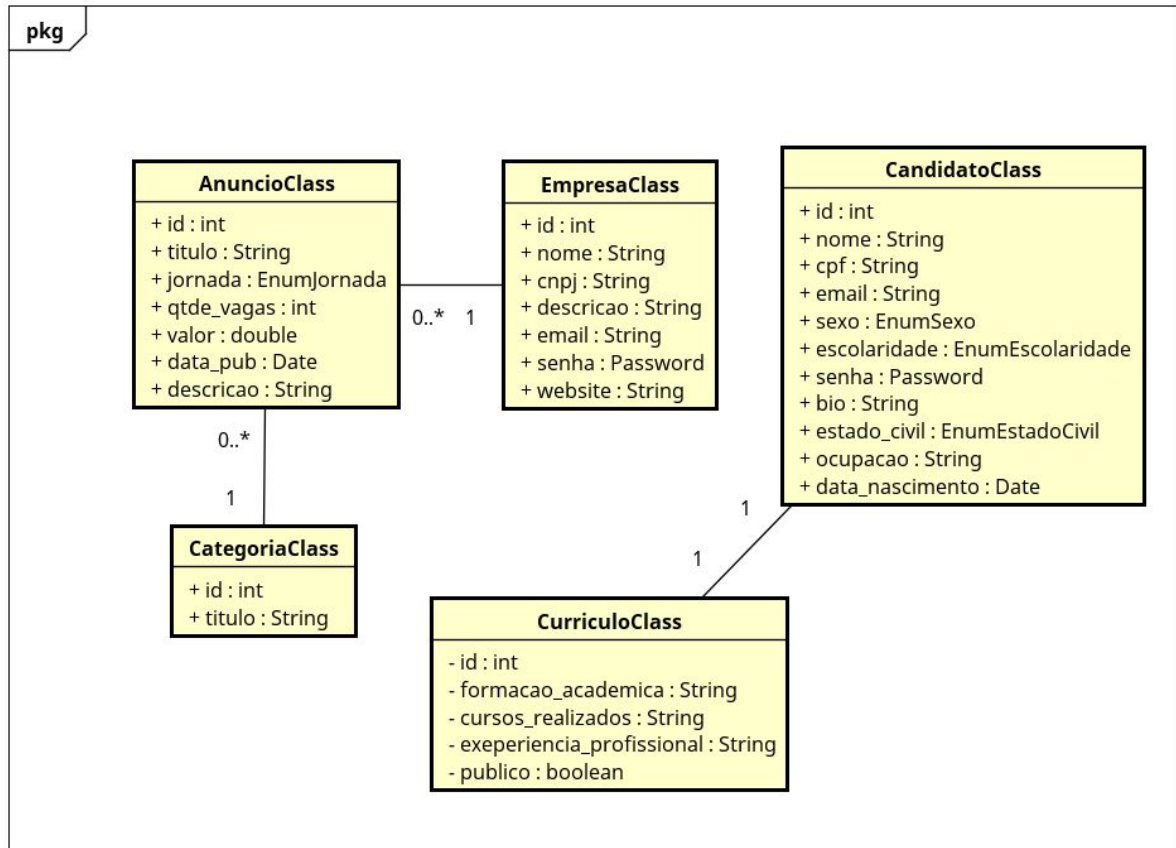 pkg
AnuncioClass
+ id : int
+ titulo : String
+ jornada : EnumJornada
+ qtde_vagas : int
+ valor : double
+ data_pub : Date
+ descricao : String
0..* 1
EmpresaClass
+ id : int
+ nome : String
+ cnpj : String
+ descricao : String
+ email : String
+ senha : Password
+ website : String
CandidatoClass
+ id : int
+ nome : String
+ cpf : String
+ email : String
+ sexo : EnumSexo
+ escolaridade : EnumEscolaridade
+ senha : Password
+ bio : String
+ estado_civil : EnumEstadoCivil
+ ocupacao : String
+ data_nascimento : Date
0..*
1
CategoriaClass
+ id : int
+ titulo : String
1
1
CurriculoClass
- id : int
- formacao_academica : String
- cursos_realizados : String
- exeperiencia_profissional : String
- publico : boolean